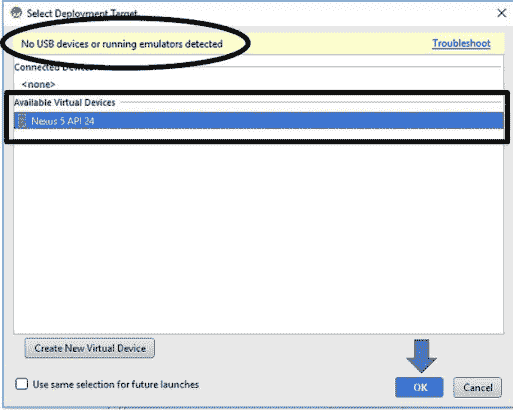 Select Deployment Target
No USB devices or running emulators detected
Troubleshoot
Connected Devices
<none>
Available Virtual Devices
Nexus 5 API 24
Create New Virtual Device
Use same selection for future launches
OK
Cancel